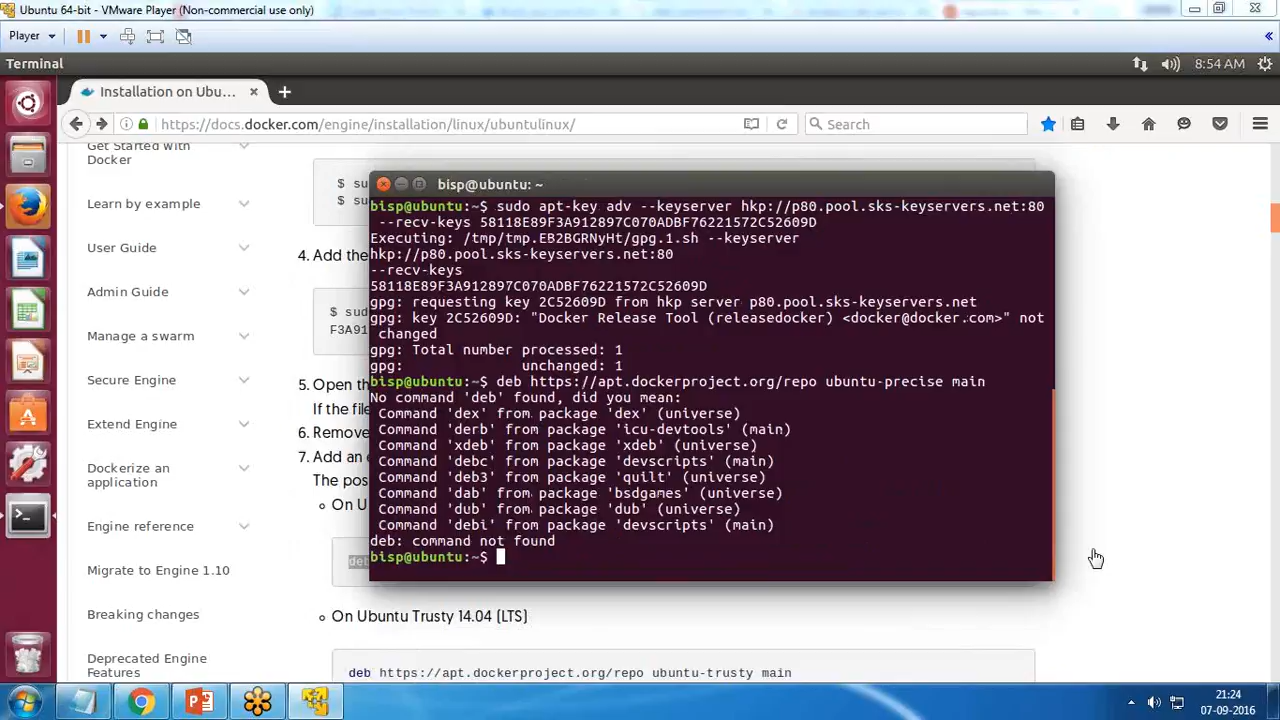 Ubuntu 64-bit - VMware Player (Non-commercial use only)
Player
Terminal
8:54 AM
Installation on Ubu...
https://docs.docker.com/engine/installation/linux/ubuntulinux/
Search
Get Started with
Docker
Learn by example
User Guide
Admin Guide
Manage a swarm
Secure Engine
Extend Engine
Dockerize an
application
Engine reference
Migrate to Engine 1.10
Breaking changes
Deprecated Engine
Features
$ su
$ su
4. Add the
$ sud
F3A91
5. Open th
If the file
6. Remove
7. Add an e
The pos
On U
deb
On Ubuntu Trusty 14.04 (LTS)
deb https://apt.dockerproject.org/repo ubuntu-trusty main
bisp@ubuntu: ~
bisp@ubuntu:~$ sudo apt-key adv --keyserver hkp://p80.pool.sks-keyservers.net:80
--recv-keys 58118E89F3A912897C070ADBF76221572C52609D
Executing: /tmp/tmp.EB2BGRNyHt/gpg.1.sh --keyserver
hkp://p80.pool.sks-keyservers.net:80
--recv-keys
58118E89F3A912897C070ADBF76221572C52609D
gpg: requesting key 2C52609D from hkp server p80.pool.sks-keyservers.net
gpg: key 2C52609D: "Docker Release Tool (releasedocker) <docker@docker.com>" not
changed
gpg: Total number processed: 1
gpg: unchanged: 1
bisp@ubuntu:~$ deb https://apt.dockerproject.org/repo ubuntu-precise main
No command 'deb' found, did you mean:
Command 'dex' from package 'dex' (universe)
Command 'derb' from package 'icu-devtools' (main)
Command 'xdeb' from package 'xdeb' (universe)
Command 'debc' from package 'devscripts' (main)
Command 'deb3' from package 'quilt' (universe)
Command 'dab' from package 'bsdgames' (universe)
Command 'dub' from package 'dub' (universe)
Command 'debi' from package 'devscripts' (main)
deb: command not found
bisp@ubuntu:~$
21:24
07-09-2016